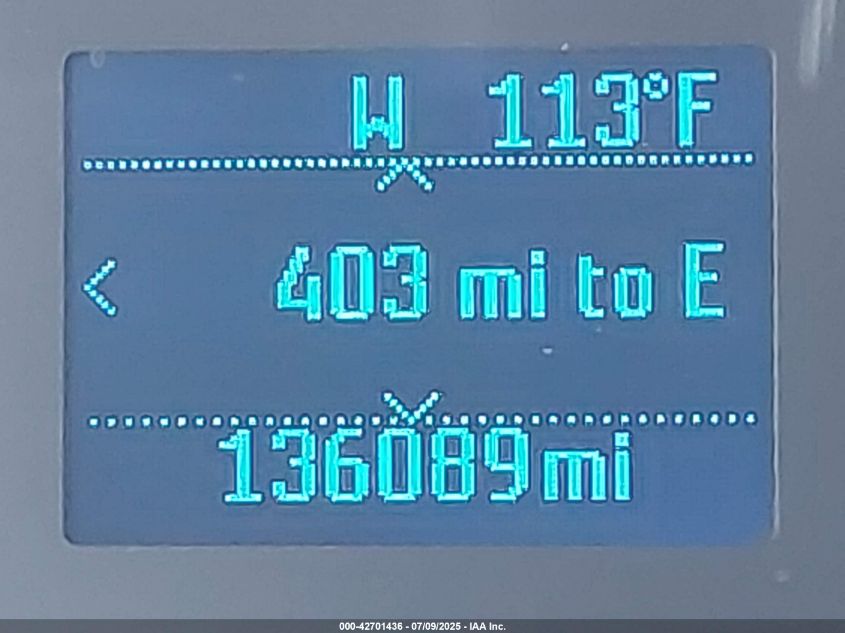 W 113°F
403 mi to E
136089mi
000-42701436 - 07/09/2025 - IAA Inc.